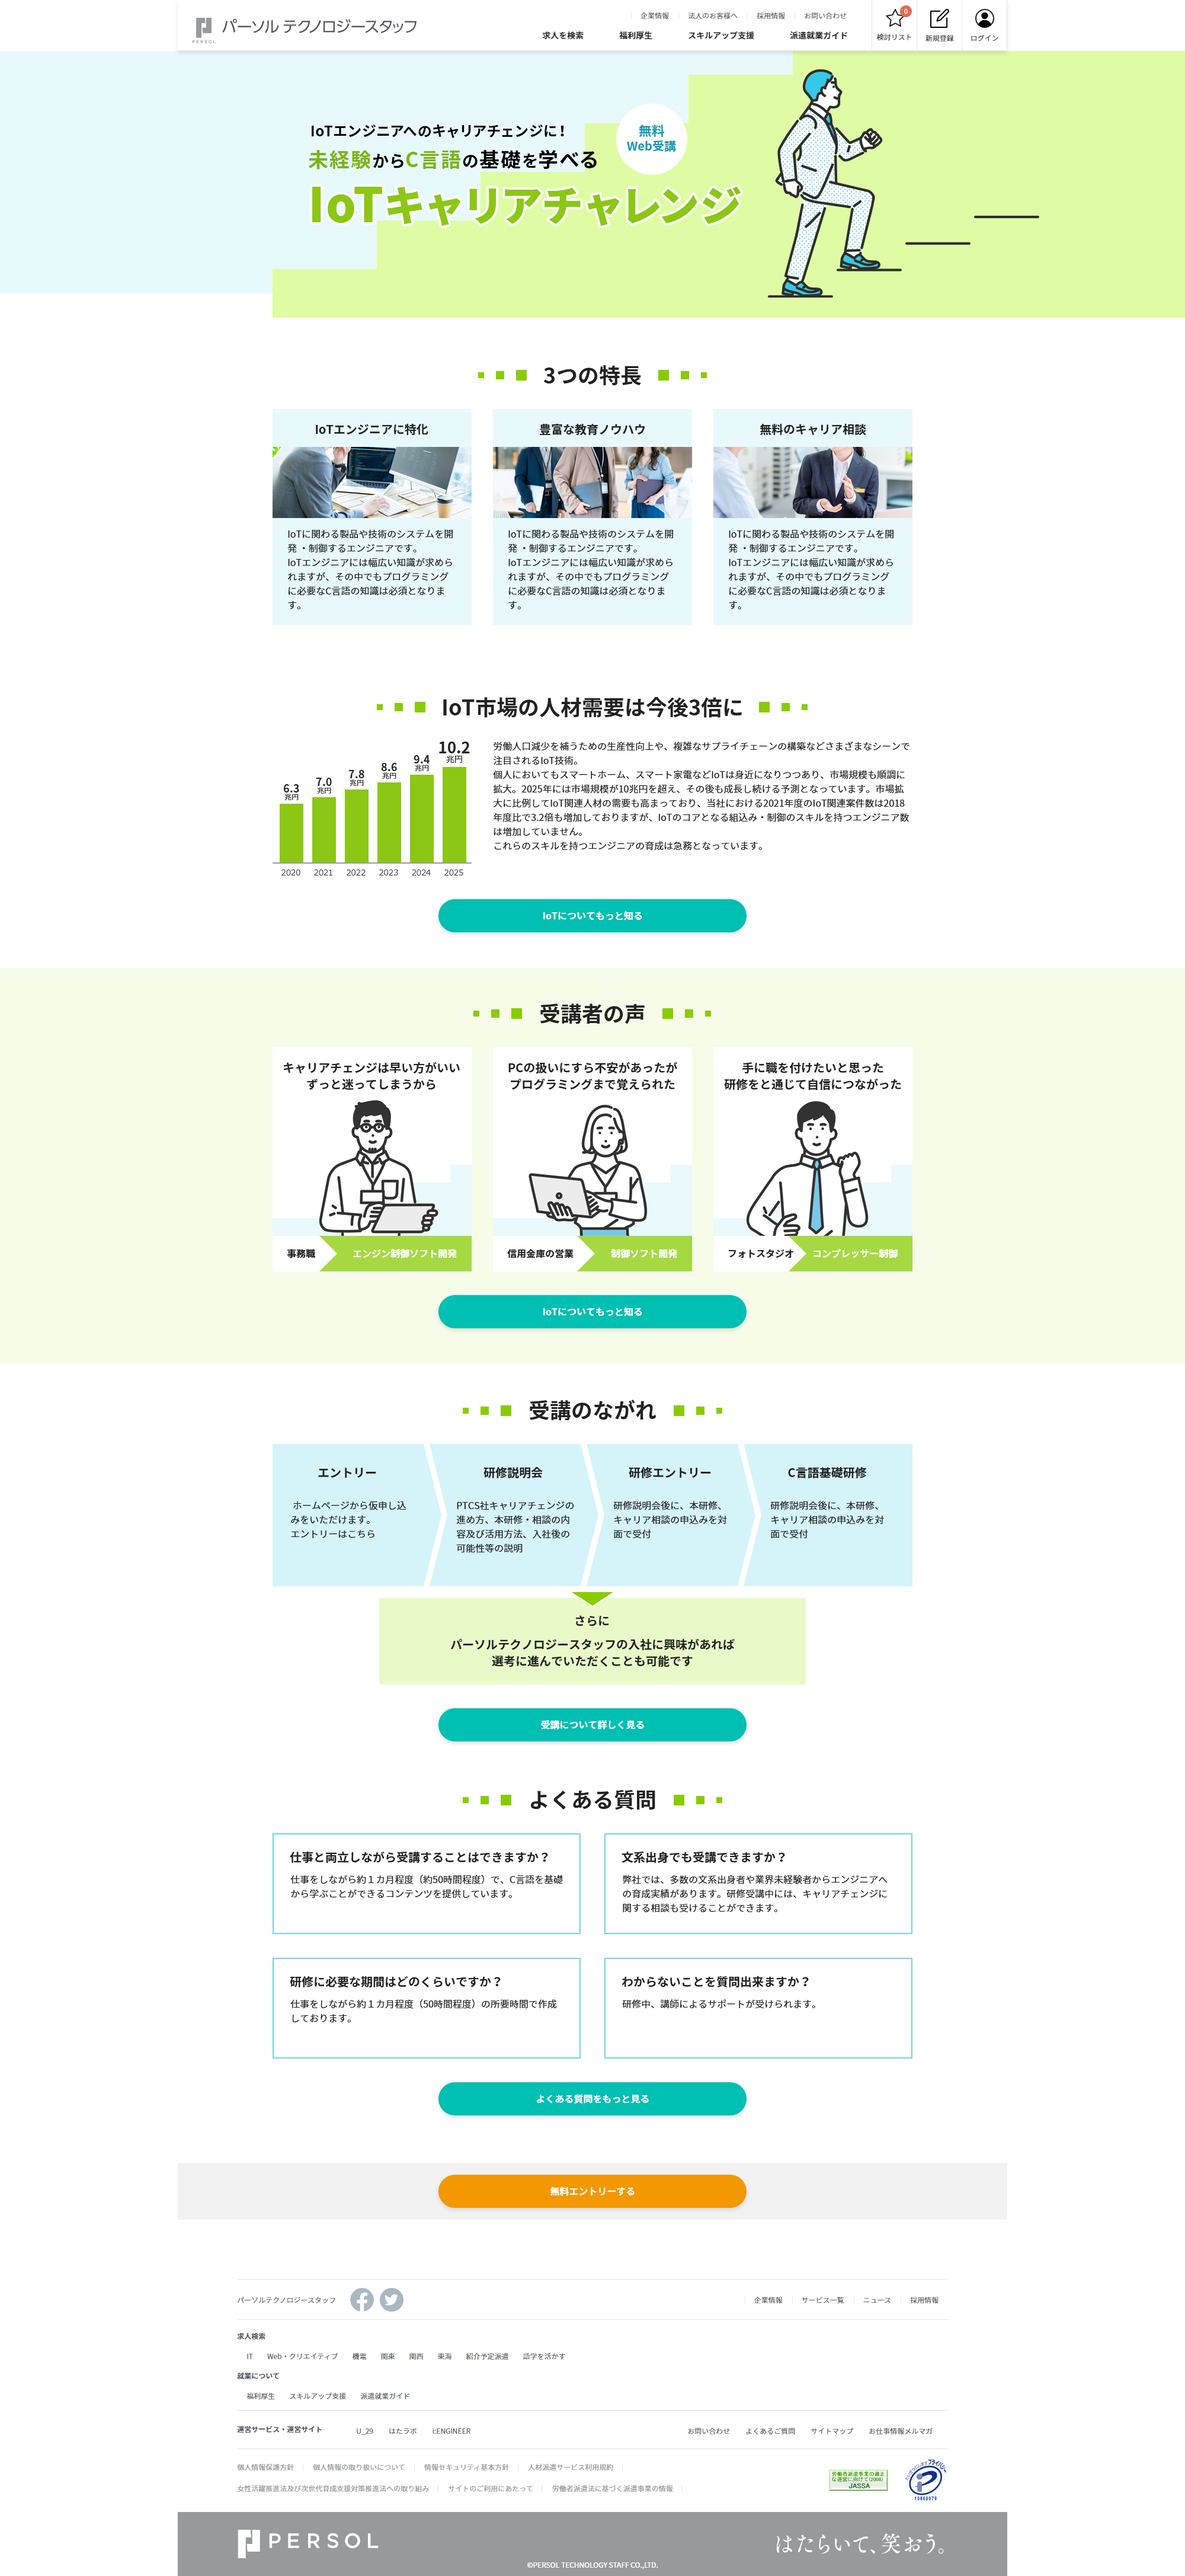 パーソル テクノロジースタッフ
PERSOL
企業情報
法人のお客様へ
採用情報
お問い合わせ
求人を検索
福利厚生
スキルアップ支援
派遣就業ガイド
0
検討リスト
新規登録
ログイン
IoTエンジニアへのキャリアチェンジに！
未経験からC言語の基礎を学べる
無料
Web受講
IoTキャリアチャレンジ
3つの特長
IoTエンジニアに特化
IoTに関わる製品や技術のシステムを開
発 ・制御するエンジニアです。
IoTエンジニアには幅広い知識が求めら
れますが、その中でもプログラミング
に必要なC言語の知識は必須となりま
す。
豊富な教育ノウハウ
IoTに関わる製品や技術のシステムを開
発 ・制御するエンジニアです。
IoTエンジニアには幅広い知識が求めら
れますが、その中でもプログラミング
に必要なC言語の知識は必須となりま
す。
無料のキャリア相談
IoTに関わる製品や技術のシステムを開
発 ・制御するエンジニアです。
IoTエンジニアには幅広い知識が求めら
れますが、その中でもプログラミング
に必要なC言語の知識は必須となりま
す。
IoT市場の人材需要は今後3倍に
6.3
兆円
7.0
兆円
7.8
兆円
8.6
兆円
9.4
兆円
10.2
兆円
2020 2021 2022 2023 2024 2025
労働人口減少を補うための生産性向上や、複雑なサプライチェーンの構築などさまざまなシーンで
注目されるIoT技術。
個人においてもスマートホーム、スマート家電などIoTは身近になりつつあり、市場規模も順調に
拡大。2025年には市場規模が10兆円を超え、その後も成長し続ける予測となっています。市場拡
大に比例してIoT関連人材の需要も高まっており、当社における2021年度のIoT関連案件数は2018
年度比で3.2倍も増加しておりますが、IoTのコアとなる組込み・制御のスキルを持つエンジニア数
は増加していません。
これらのスキルを持つエンジニアの育成は急務となっています。
IoTについてもっと知る
受講者の声
キャリアチェンジは早い方がいい
ずっと迷ってしまうから
事務職
エンジン制御ソフト開発
PCの扱いにすら不安があったが
プログラミングまで覚えられた
信用金庫の営業
制御ソフト開発
手に職を付けたいと思った
研修をと通じて自信につながった
フォトスタジオ
コンプレッサー制御
IoTについてもっと知る
受講のながれ
エントリー
ホームページから仮申し込
みをいただけます。
エントリーはこちら
研修説明会
PTCS社キャリアチェンジの
進め方、本研修・相談の内
容及び活用方法、入社後の
可能性等の説明
研修エントリー
研修説明会後に、本研修、
キャリア相談の申込みを対
面で受付
C言語基礎研修
研修説明会後に、本研修、
キャリア相談の申込みを対
面で受付
さらに
パーソルテクノロジースタッフの入社に興味があれば
選考に進んでいただくことも可能です
受講について詳しく見る
よくある質問
仕事と両立しながら受講することはできますか？
仕事をしながら約１カ月程度（約50時間程度）で、C言語を基礎
から学ぶことができるコンテンツを提供しています。
文系出身でも受講できますか？
弊社では、多数の文系出身者や業界未経験者からエンジニアへ
の育成実績があります。研修受講中には、キャリアチェンジに
関する相談も受けることができます。
研修に必要な期間はどのくらいですか？
仕事をしながら約１カ月程度（50時間程度）の所要時間で作成
しております。
わからないことを質問出来ますか？
研修中、講師によるサポートが受けられます。
よくある質問をもっと見る
無料エントリーする
パーソルテクノロジースタッフ
企業情報
サービス一覧
ニュース
採用情報
求人検索
IT
Web・クリエイティブ
機電
関東
関西
東海
紹介予定派遣
語学を活かす
就業について
福利厚生
スキルアップ支援
派遣就業ガイド
運営サービス・運営サイト
U_29
はたラボ
i:ENGINEER
お問い合わせ
よくあるご質問
サイトマップ
お仕事情報メルマガ
個人情報保護方針
個人情報の取り扱いについて
情報セキュリティ基本方針
人材派遣サービス利用規約
女性活躍推進法及び次世代育成支援対策推進法への取り組み
サイトのご利用にあたって
労働者派遣法に基づく派遣事業の情報
労働者派遣事業の適正
な運営に向けて(2008)
JASSA
プライバシー
10860079
PERSOL
はたらいて、笑おう。
©PERSOL TECHNOLOGY STAFF CO.,LTD.